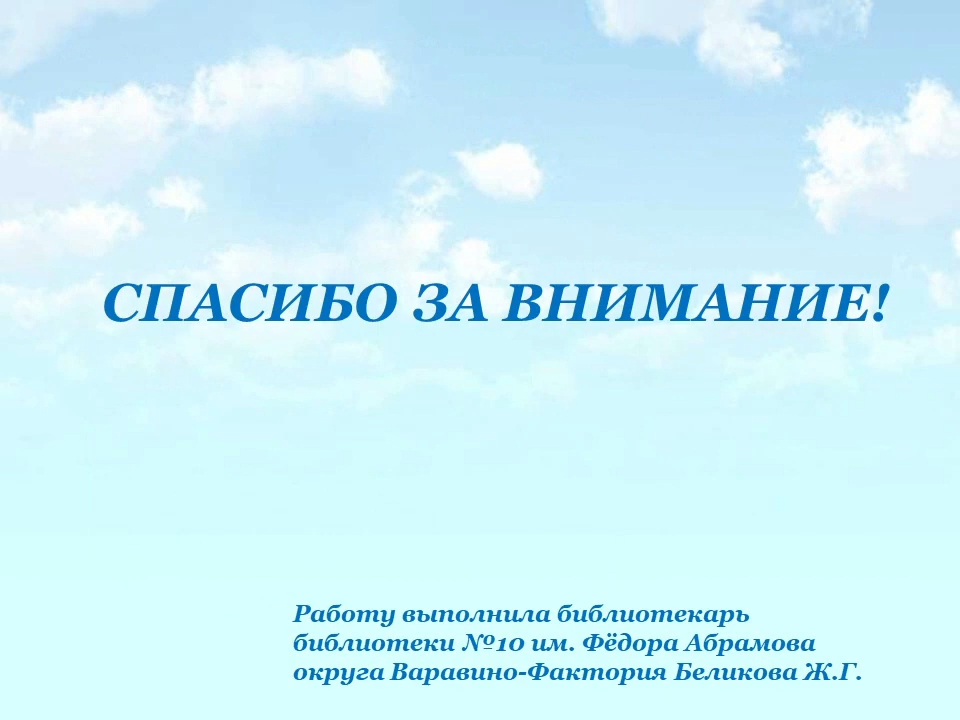 СПАСИБО ЗА ВНИМАНИЕ!
Работу выполнила библиотекарь
библиотеки №10 им. Фёдора Абрамова
округа Варавино-Фактория Беликова Ж.Г.